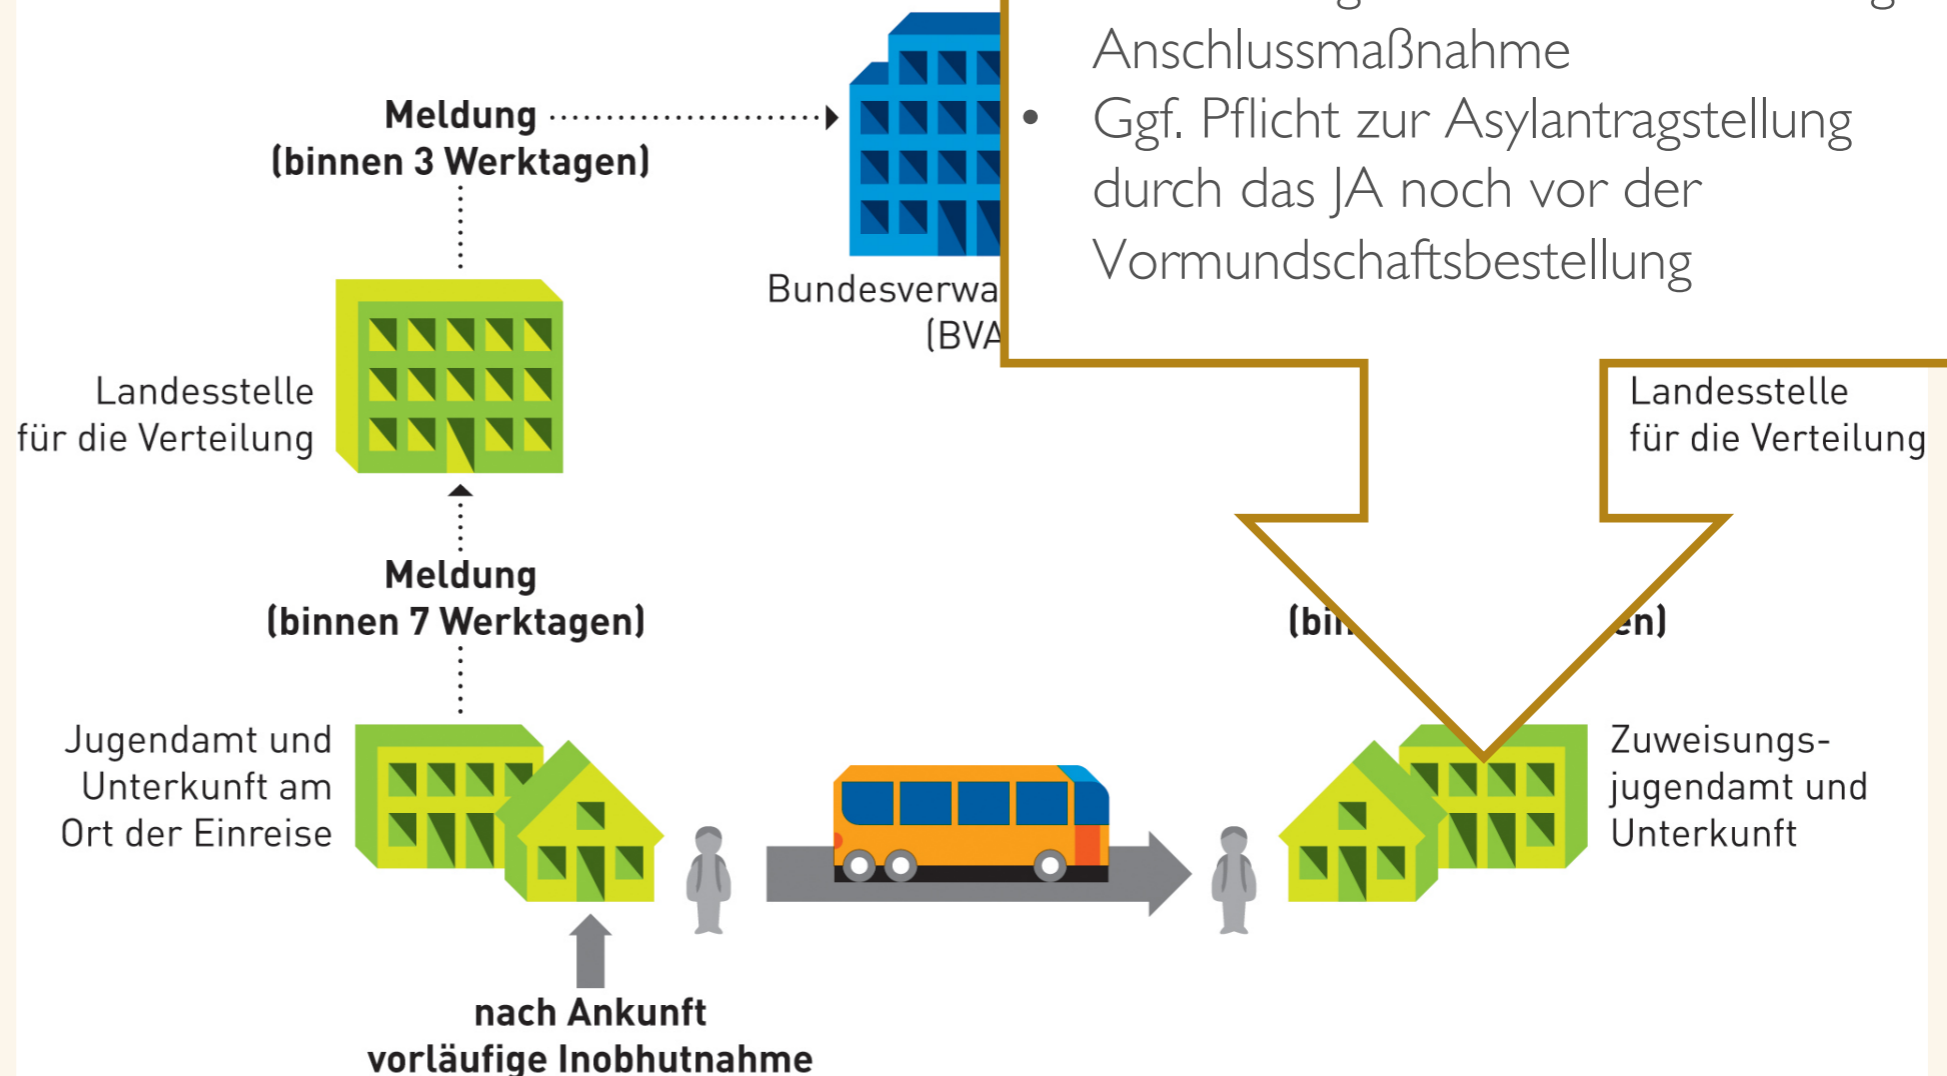 Anschlussmaßnahme
• Ggf. Pflicht zur Asylantragstellung
durch das JA noch vor der
Vormundschaftsbestellung
Meldung
(binnen 3 Werktagen)
Bundesverwa
(BVA
Landesstelle
für die Verteilung
Landesstelle
für die Verteilung
Meldung
(binnen 7 Werktagen)
Jugendamt und
Unterkunft am
Ort der Einreise
Zuweisungs-
jugendamt und
Unterkunft
nach Ankunft
vorläufige Inobhutnahme